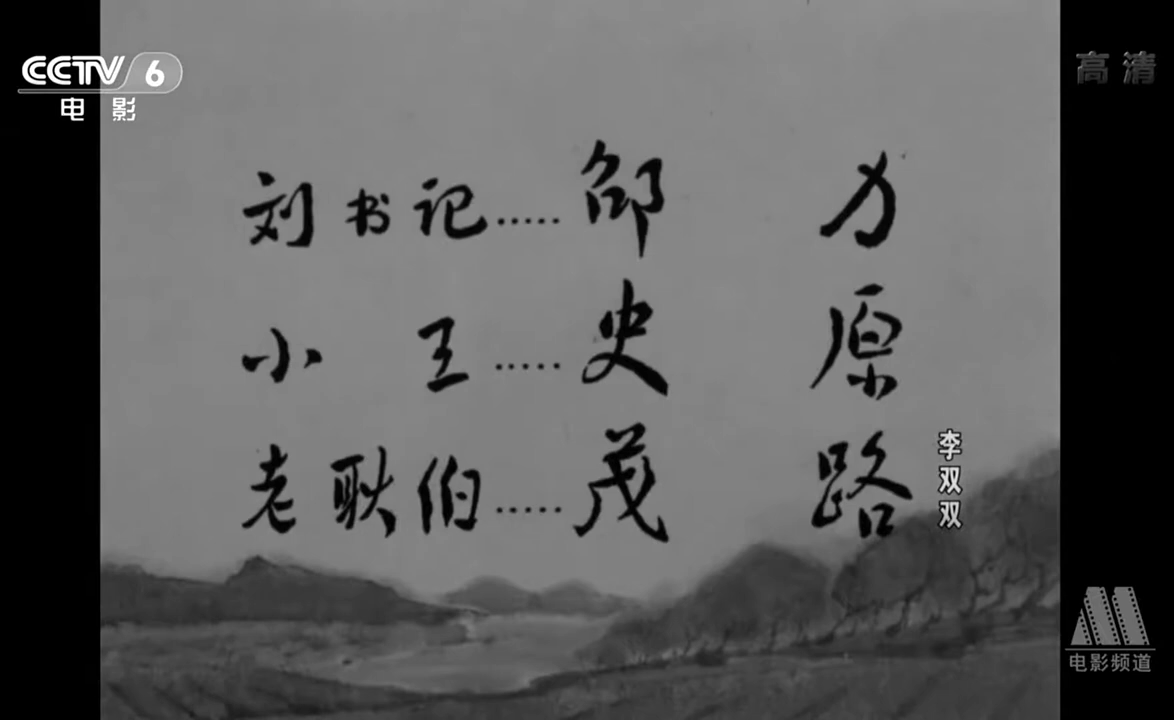 CCTV 6
电影
高清
刘书记.....邵 力
小 王.....史 原
老耿伯.....茂 路
李双双
电影频道